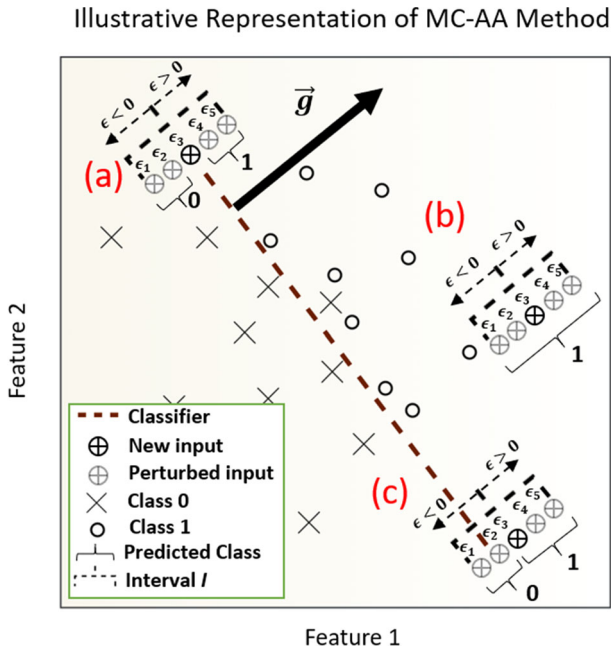 Illustrative Representation of MC-AA Method
ϵ < 0
ϵ > 0
g
(a)
ϵ1
ϵ2
ϵ3
ϵ4
ϵ5
0
1
(b)
ϵ < 0
ϵ > 0
ϵ1
ϵ2
ϵ3
ϵ4
ϵ5
1
(c)
ϵ < 0
ϵ > 0
ϵ1
ϵ2
ϵ3
ϵ4
ϵ5
0
1
Classifier
New input
Perturbed input
Class 0
Class 1
Predicted Class
Interval I
Feature 2
Feature 1